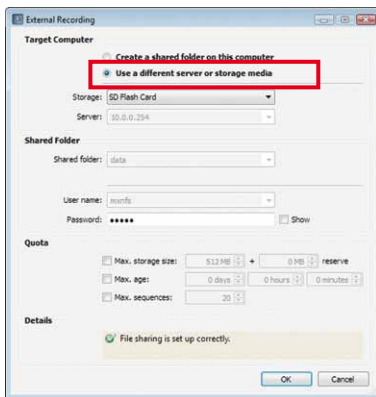 External Recording
Target Computer
Create a shared folder on this computer
Use a different server or storage media
Storage: SD Flash Card
Server: 10.0.0.254
Shared Folder
Shared folder: data
User name: mxnfs
Password: •••••  Show
Quota
Max. storage size: 512 MB + 0 MB reserve
Max. age: 0 days 0 hours 0 minutes
Max. sequences: 20
Details
File sharing is set up correctly.
OK Cancel